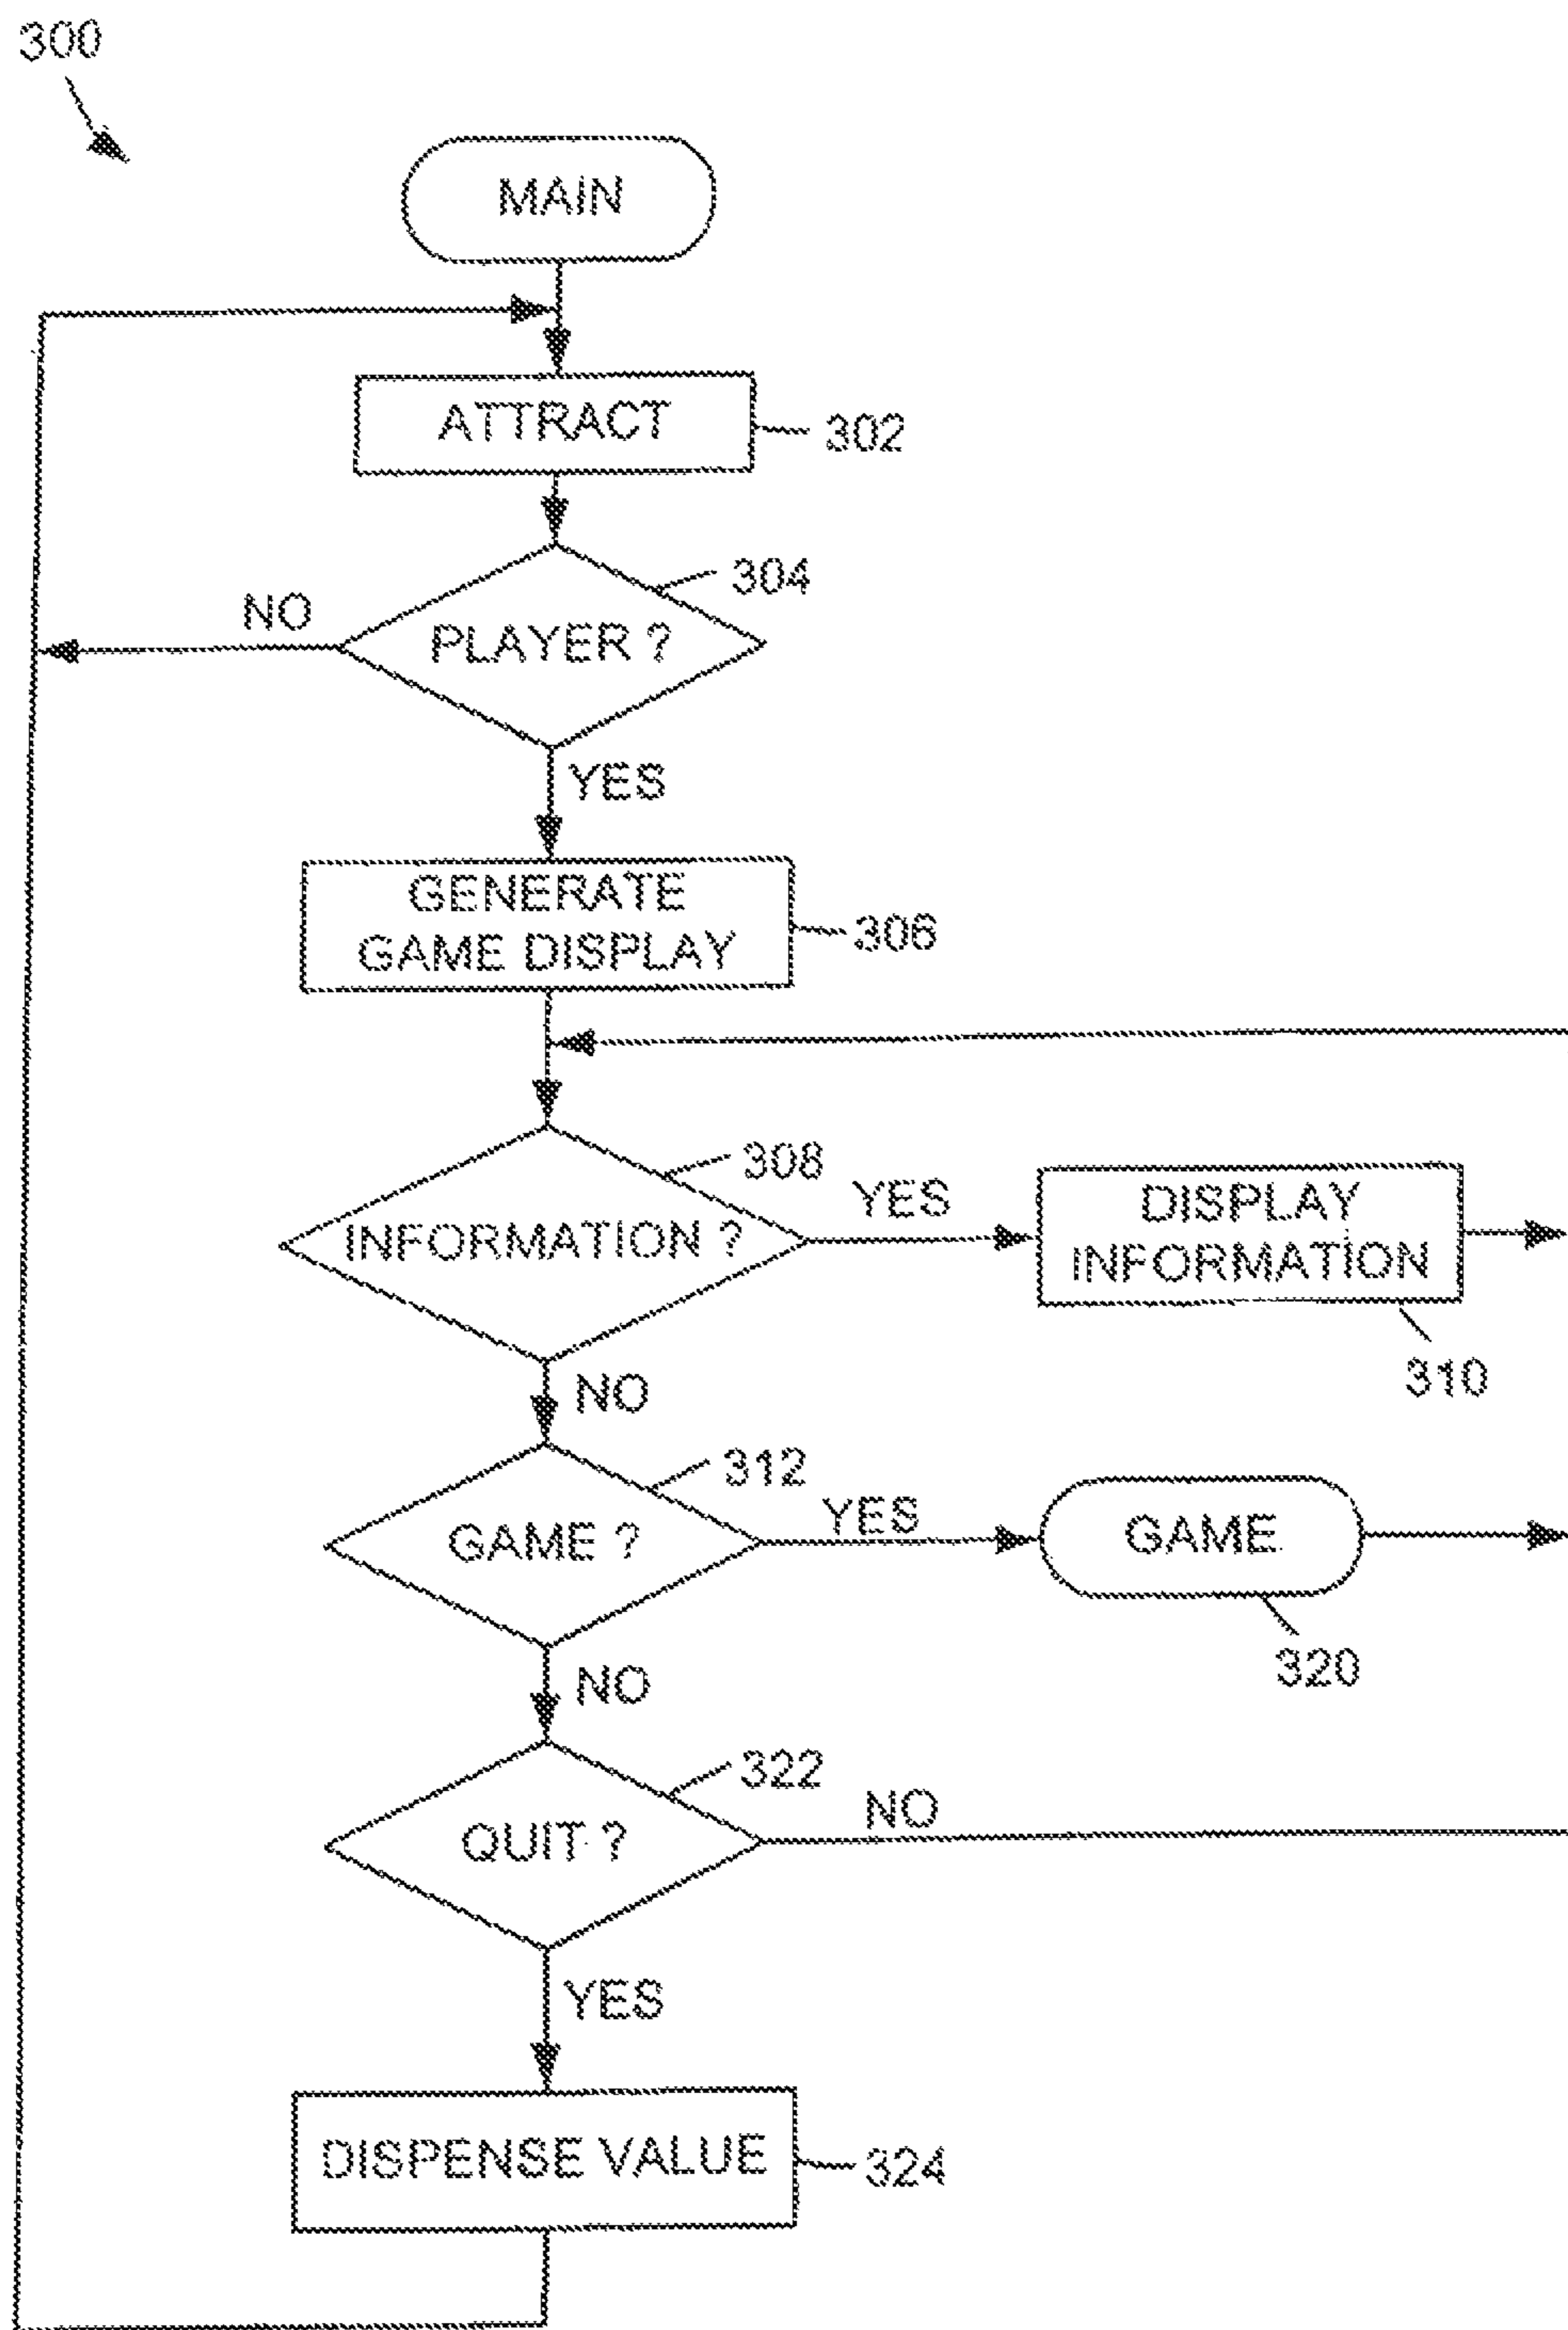 300
MAIN
ATTRACT
302
304
NO
PLAYER ?
YES
GENERATE
GAME DISPLAY
306
308
INFORMATION ?
YES
DISPLAY
INFORMATION
310
NO
312
GAME ?
YES
GAME
320
NO
322
QUIT ?
NO
YES
DISPENSE VALUE
324